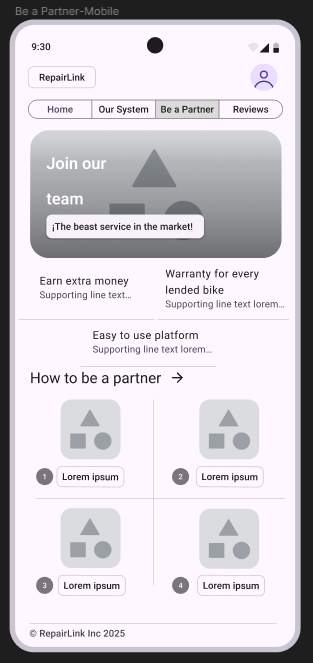 Be a Partner-Mobile
9:30
RepairLink
Home Our System Be a Partner Reviews
Join our
team
¡The beast service in the market!
Earn extra money
Supporting line text...
Warranty for every
lended bike
Supporting line text lorem...
Easy to use platform
Supporting line text lorem...
How to be a partner →
1 Lorem ipsum
2 Lorem ipsum
3 Lorem ipsum
4 Lorem ipsum
© RepairLink Inc 2025